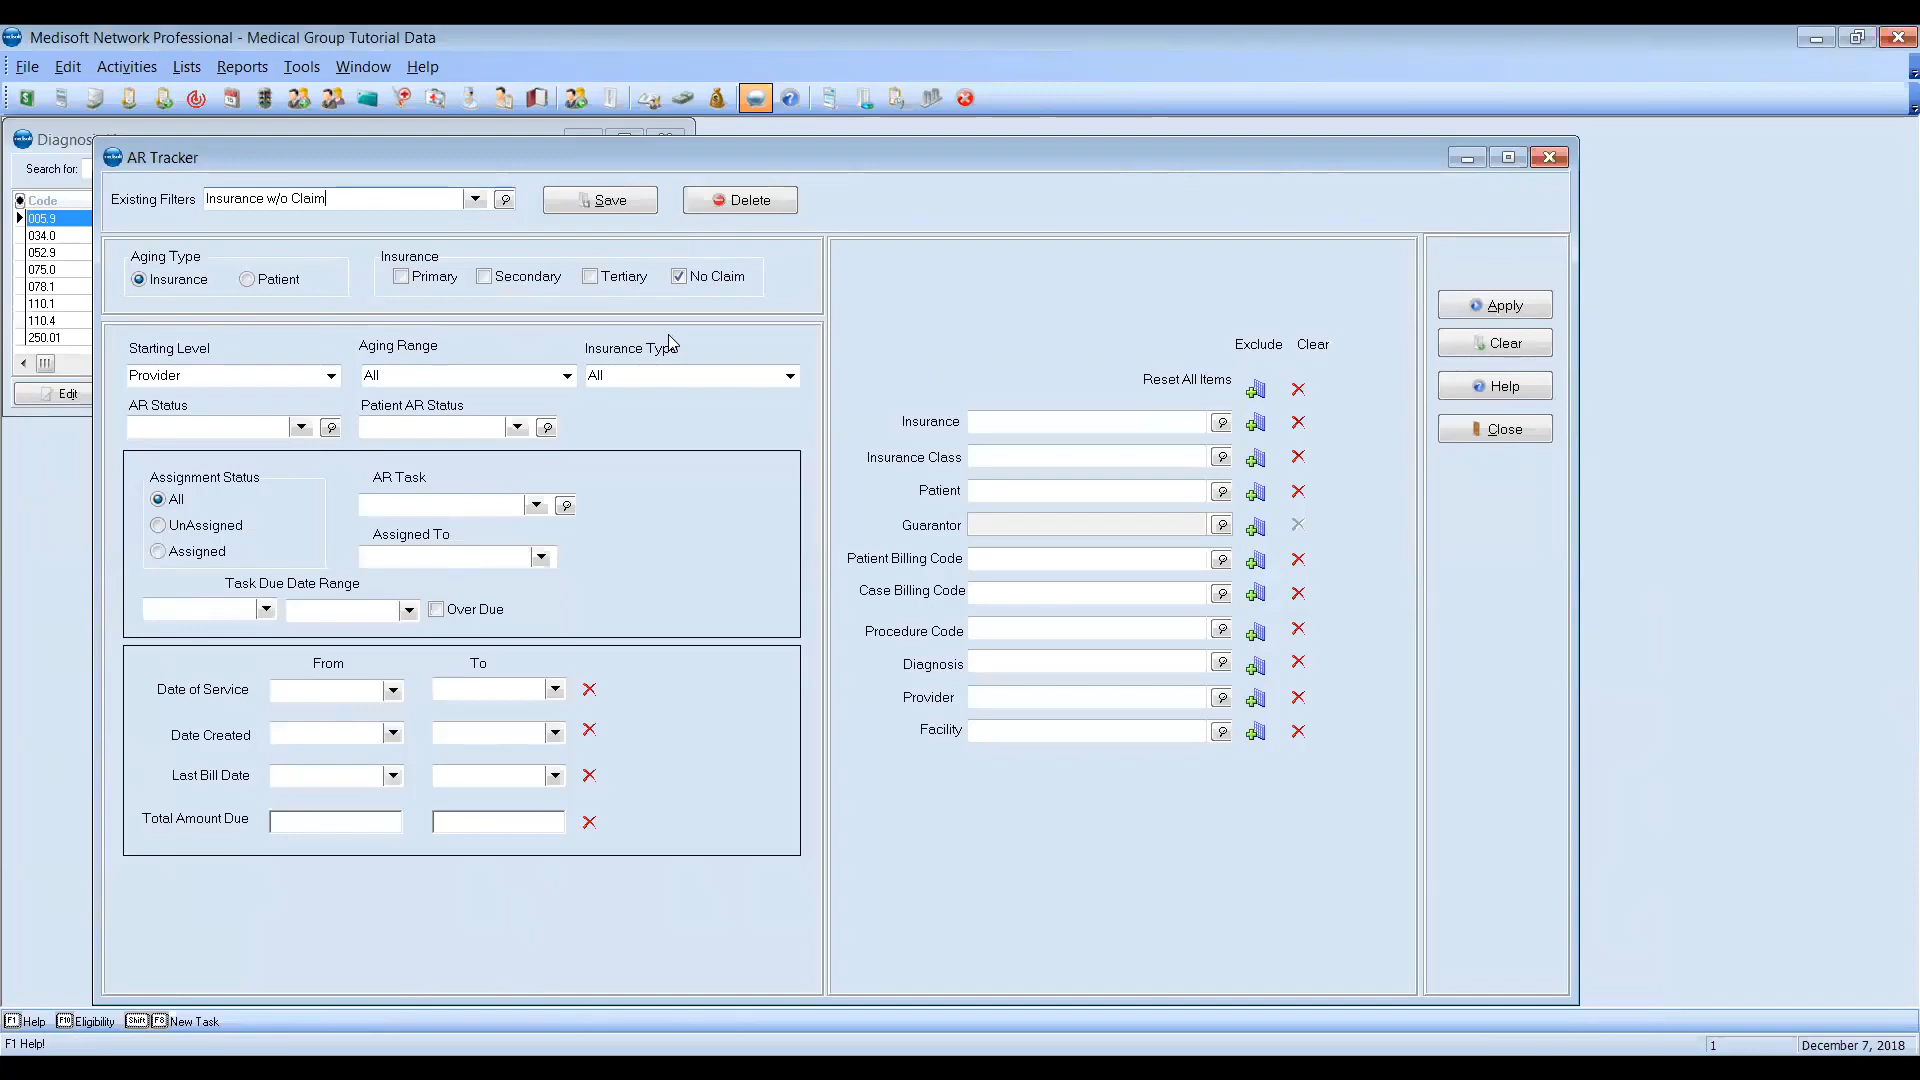 Medisoft Network Professional - Medical Group Tutorial Data
File Edit Activities Lists Reports Tools Window Help
AR Tracker
Search for:
Code
005.9
034.0
052.9
075.0
078.1
110.1
110.4
250.01
Edit
Existing Filters Insurance w/o Claim Save Delete
Aging Type
Insurance Patient
Insurance
Primary Secondary Tertiary No Claim
Starting Level Aging Range Insurance Type
Provider All All
AR Status Patient AR Status
Assignment Status AR Task
All
UnAssigned Assigned To
Assigned
Task Due Date Range
Over Due
From To
Date of Service
Date Created
Last Bill Date
Total Amount Due
Exclude Clear
Reset All Items
Insurance
Insurance Class
Patient
Guarantor
Patient Billing Code
Case Billing Code
Procedure Code
Diagnosis
Provider
Facility
Apply
Clear
Help
Close
F1 Help F10 Eligibility Shift F8 New Task
F1 Help! 1 December 7, 2018